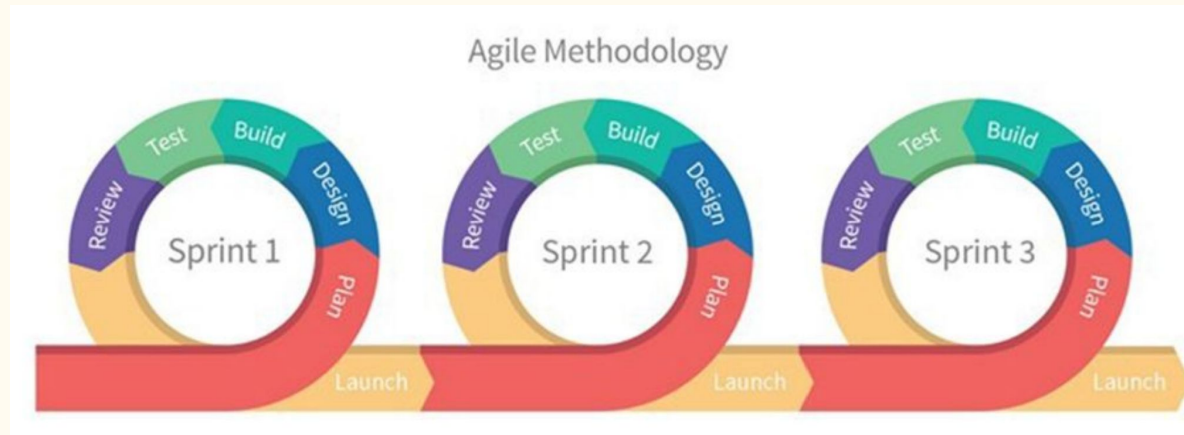 Agile Methodology
Test
Build
Design
Review
Sprint 1
Plan
Launch
Test
Build
Design
Review
Sprint 2
Plan
Launch
Test
Build
Design
Review
Sprint 3
Plan
Launch